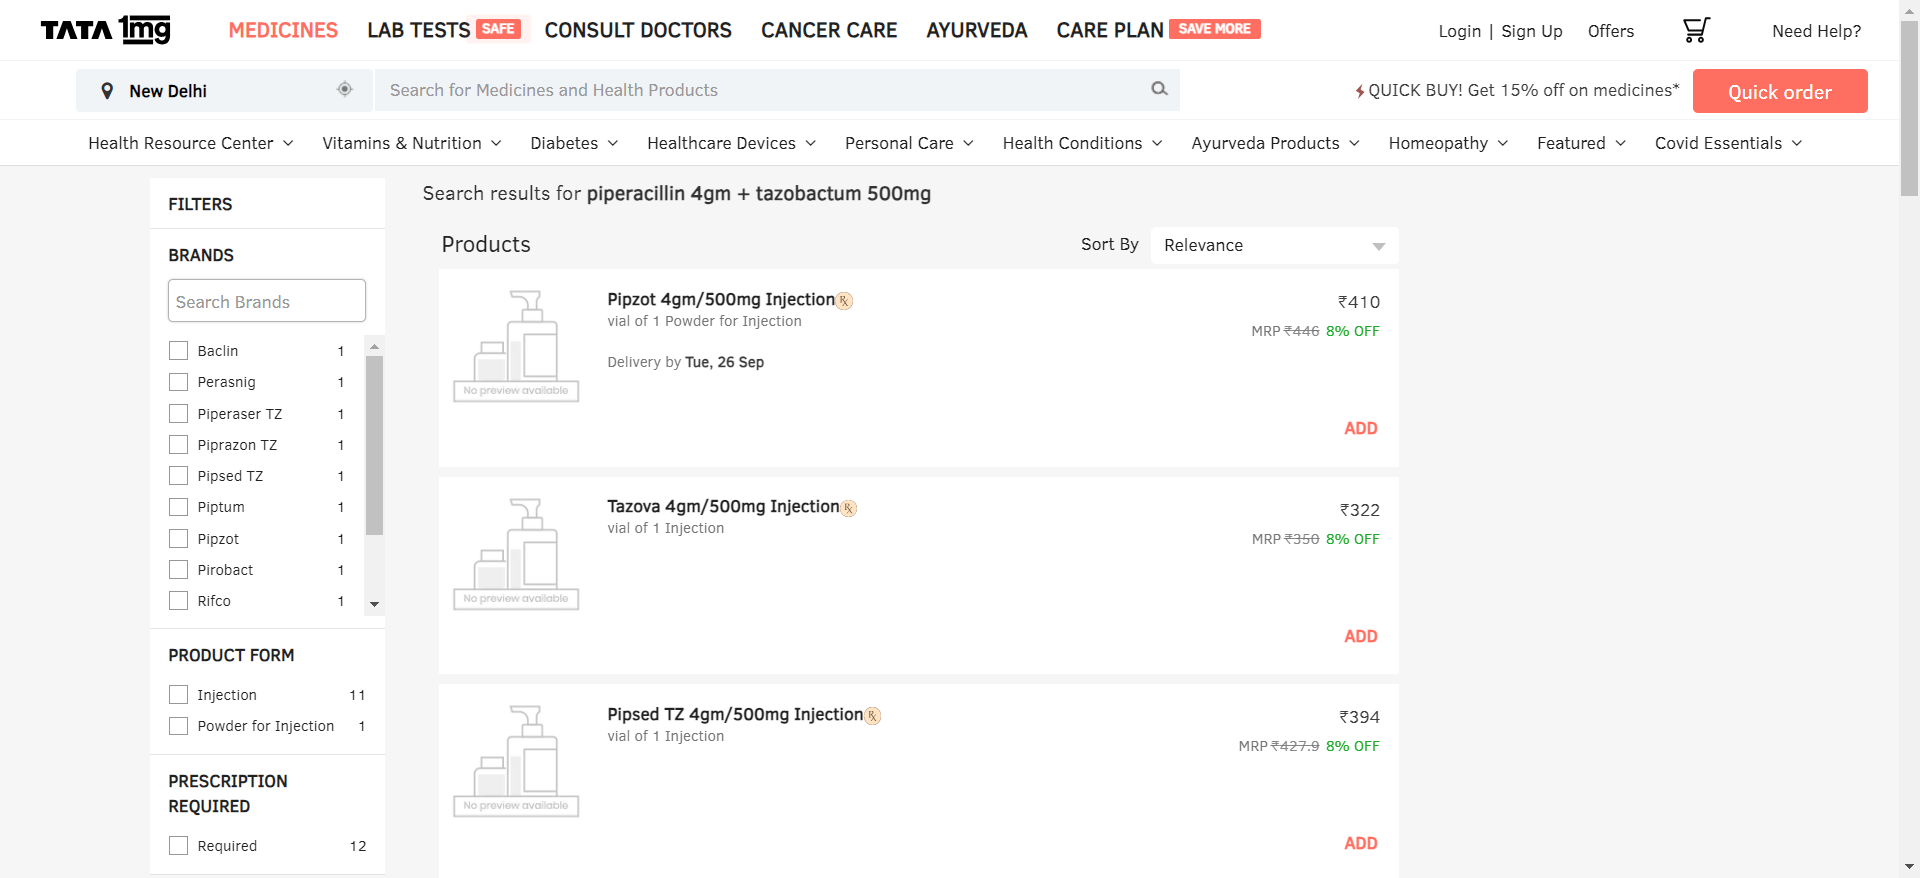 TATA 1mg
MEDICINES LAB TESTS SAFE CONSULT DOCTORS CANCER CARE AYURVEDA CARE PLAN SAVE MORE Login | Sign Up Offers Need Help?
New Delhi Search for Medicines and Health Products QUICK BUY! Get 15% off on medicines* Quick order
Health Resource Center Vitamins & Nutrition Diabetes Healthcare Devices Personal Care Health Conditions Ayurveda Products Homeopathy Featured Covid Essentials
FILTERS
BRANDS
Search Brands
Baclin 1
Perasnig 1
Piperaser TZ 1
Piprazon TZ 1
Pipsed TZ 1
Piptum 1
Pipzot 1
Pirobact 1
Rifco 1
PRODUCT FORM
Injection 11
Powder for Injection 1
PRESCRIPTION
REQUIRED
Required 12
Search results for piperacillin 4gm + tazobactum 500mg
Products Sort By Relevance
No preview available
Pipzot 4gm/500mg Injection Rx
vial of 1 Powder for Injection
Delivery by Tue, 26 Sep
₹410
MRP ₹446 8% OFF
ADD
No preview available
Tazova 4gm/500mg Injection Rx
vial of 1 Injection
₹322
MRP ₹350 8% OFF
ADD
No preview available
Pipsed TZ 4gm/500mg Injection Rx
vial of 1 Injection
₹394
MRP ₹427.9 8% OFF
ADD